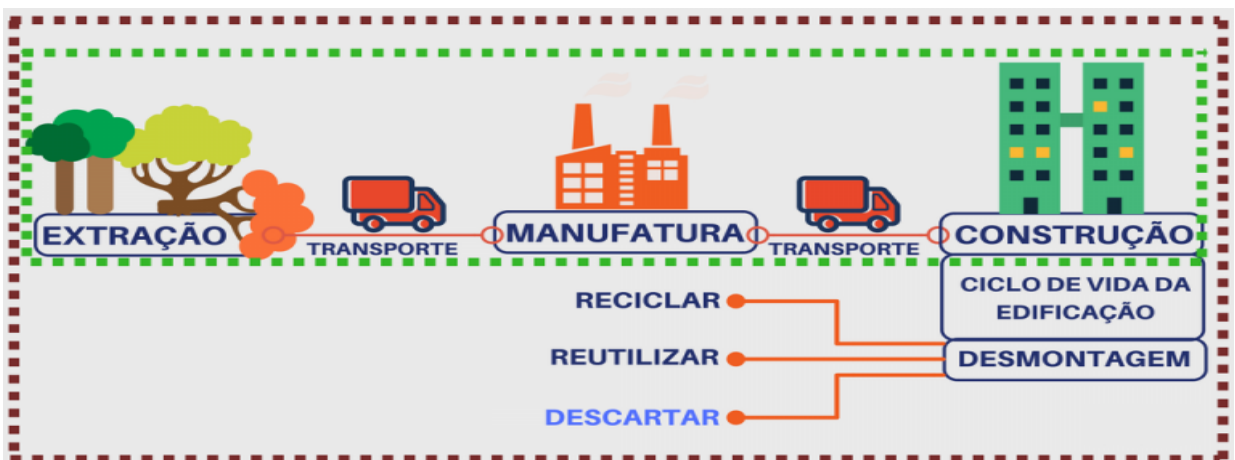 EXTRAÇÃO
TRANSPORTE
MANUFATURA
TRANSPORTE
CONSTRUÇÃO
CICLO DE VIDA DA
EDIFICAÇÃO
DESMONTAGEM
RECICLAR
REUTILIZAR
DESCARTAR